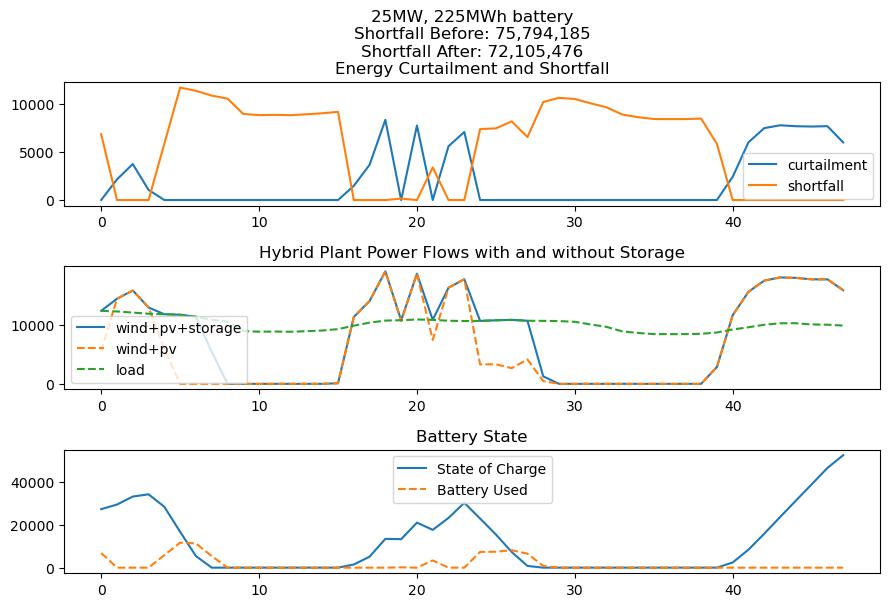 25MW, 225MWh battery
Shortfall Before: 75,794,185
Shortfall After: 72,105,476
Energy Curtailment and Shortfall
10000
5000
0
curtailment
shortfall
0 10 20 30 40
Hybrid Plant Power Flows with and without Storage
10000
0
wind+pv+storage
wind+pv
load
0 10 20 30 40
Battery State
40000
20000
0
State of Charge
Battery Used
0 10 20 30 40